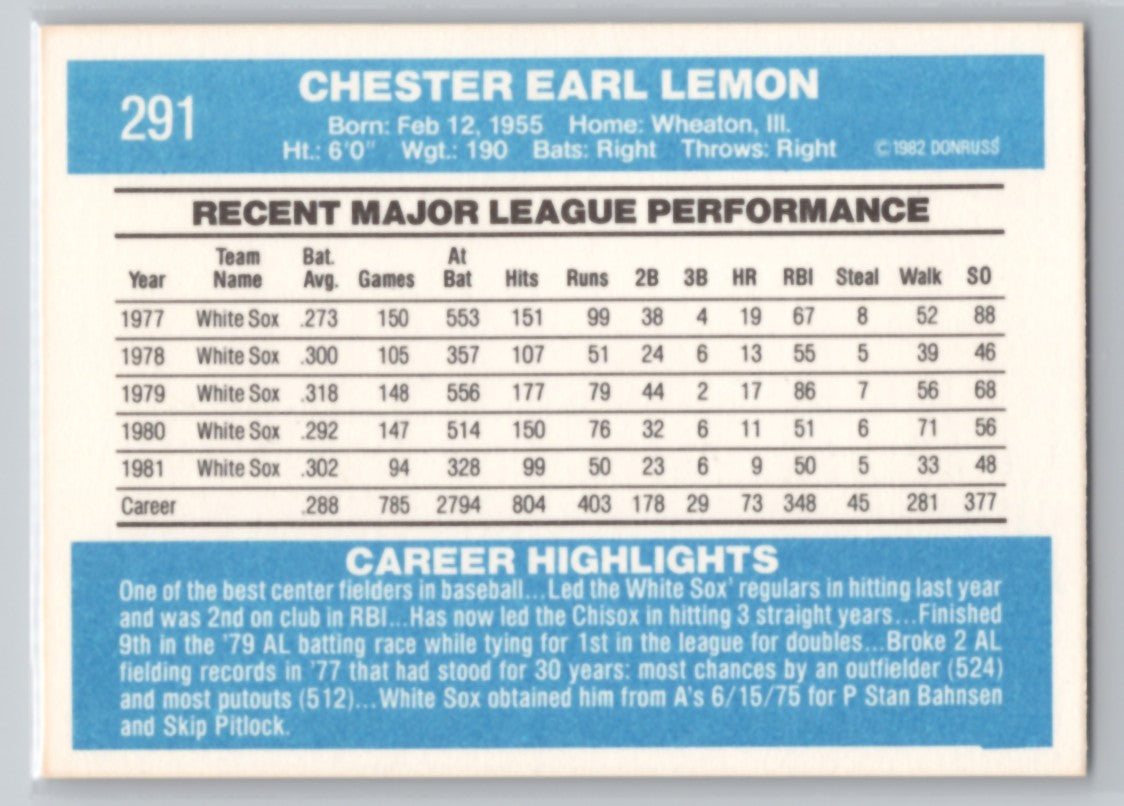 291
CHESTER EARL LEMON
Born: Feb 12, 1955 Home: Wheaton, Ill.
Ht.: 6'0" Wgt.: 190 Bats: Right Throws: Right ©1982 DONRUSS
RECENT MAJOR LEAGUE PERFORMANCE
Year Team Name Bat. Avg. Games At Bat Hits Runs 2B 3B HR RBI Steal Walk SO
1977 White Sox .273 150 553 151 99 38 4 19 67 8 52 88
1978 White Sox .300 105 357 107 51 24 6 13 55 5 39 46
1979 White Sox .318 148 556 177 79 44 2 17 86 7 56 68
1980 White Sox .292 147 514 150 76 32 6 11 51 6 71 56
1981 White Sox .302 94 328 99 50 23 6 9 50 5 33 48
Career .288 785 2794 804 403 178 29 73 348 45 281 377
CAREER HIGHLIGHTS
One of the best center fielders in baseball...Led the White Sox' regulars in hitting last year
and was 2nd on club in RBI...Has now led the Chisox in hitting 3 straight years...Finished
9th in the '79 AL batting race while tying for 1st in the league for doubles...Broke 2 AL
fielding records in '77 that had stood for 30 years: most chances by an outfielder (524)
and most putouts (512)...White Sox obtained him from A's 6/15/75 for P Stan Bahnsen
and Skip Pitlock.